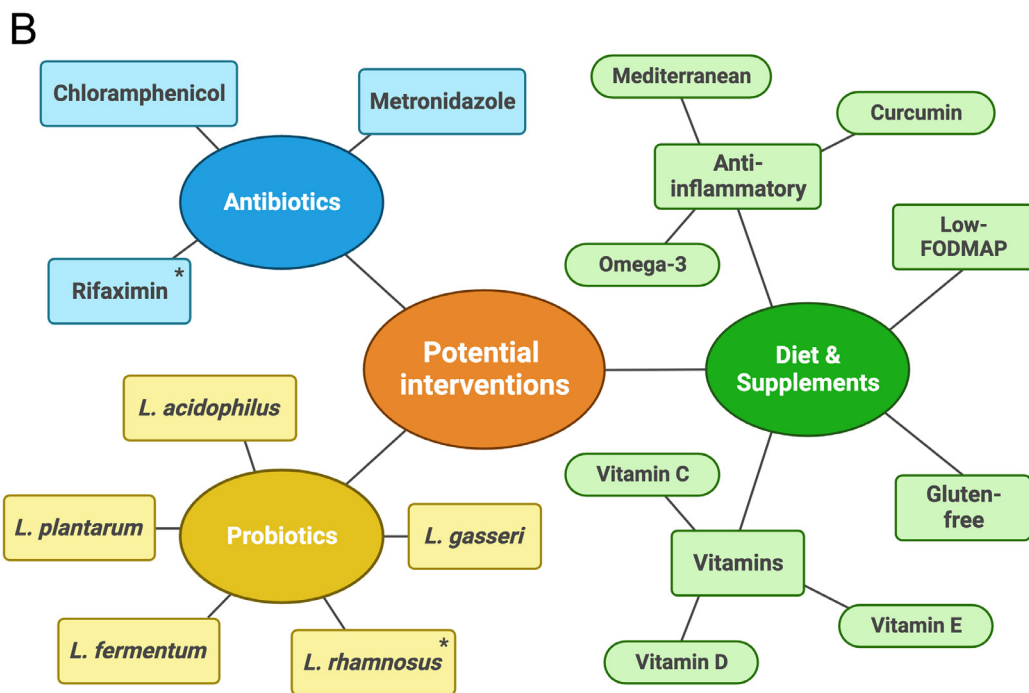 B
Chloramphenicol
Metronidazole
Antibiotics
Rifaximin *
Mediterranean
Curcumin
Anti-
inflammatory
Omega-3
Low-
FODMAP
Potential
interventions
Diet &
Supplements
L. acidophilus
L. plantarum
Probiotics
L. gasseri
L. fermentum
L. rhamnosus *
Vitamin C
Gluten-
free
Vitamins
Vitamin E
Vitamin D